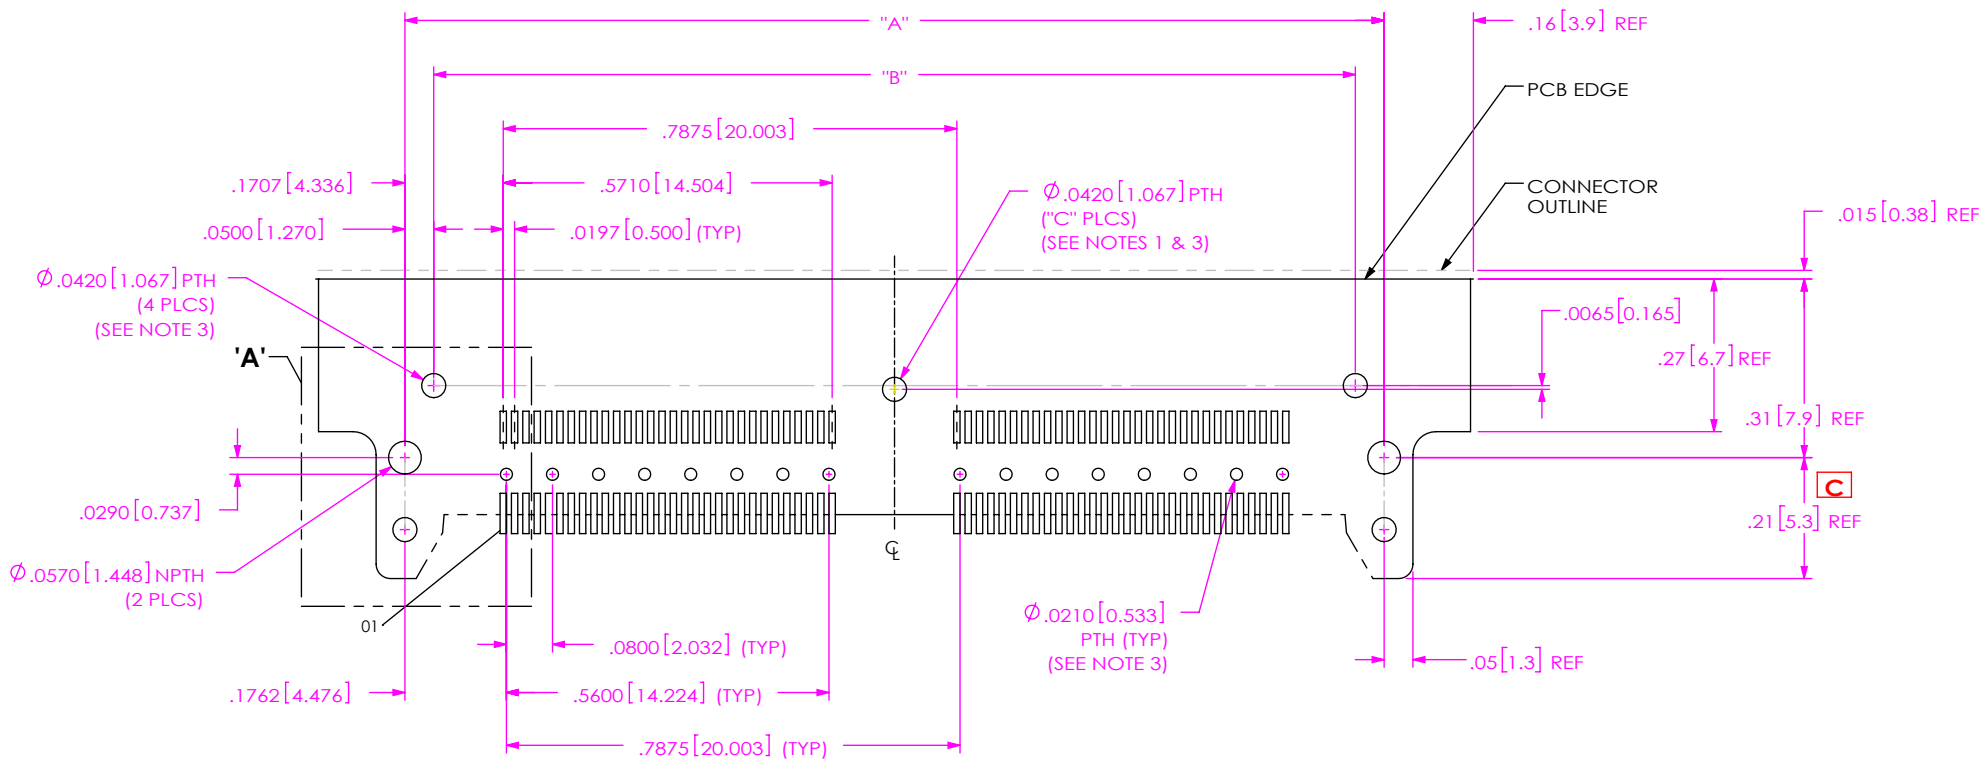 "A"
.16[3.9] REF
"B"
PCB EDGE
.7875[20.003]
.1707[4.336]
.5710[14.504]
Ø.0420[1.067]PTH
("C" PLCS)
(SEE NOTES 1 & 3)
CONNECTOR
OUTLINE
.0500[1.270]
.0197[0.500](TYP)
.015[0.38] REF
Ø.0420[1.067]PTH
(4 PLCS)
(SEE NOTE 3)
.0065[0.165]
'A'
.27[6.7]REF
.31[7.9] REF
C
.0290[0.737]
.21[5.3] REF
℄
Ø.0570[1.448]NPTH
(2 PLCS)
01
Ø.0210[0.533]
PTH (TYP)
(SEE NOTE 3)
.0800[2.032] (TYP)
.05[1.3] REF
.1762[4.476]
.5600[14.224] (TYP)
.7875[20.003] (TYP)